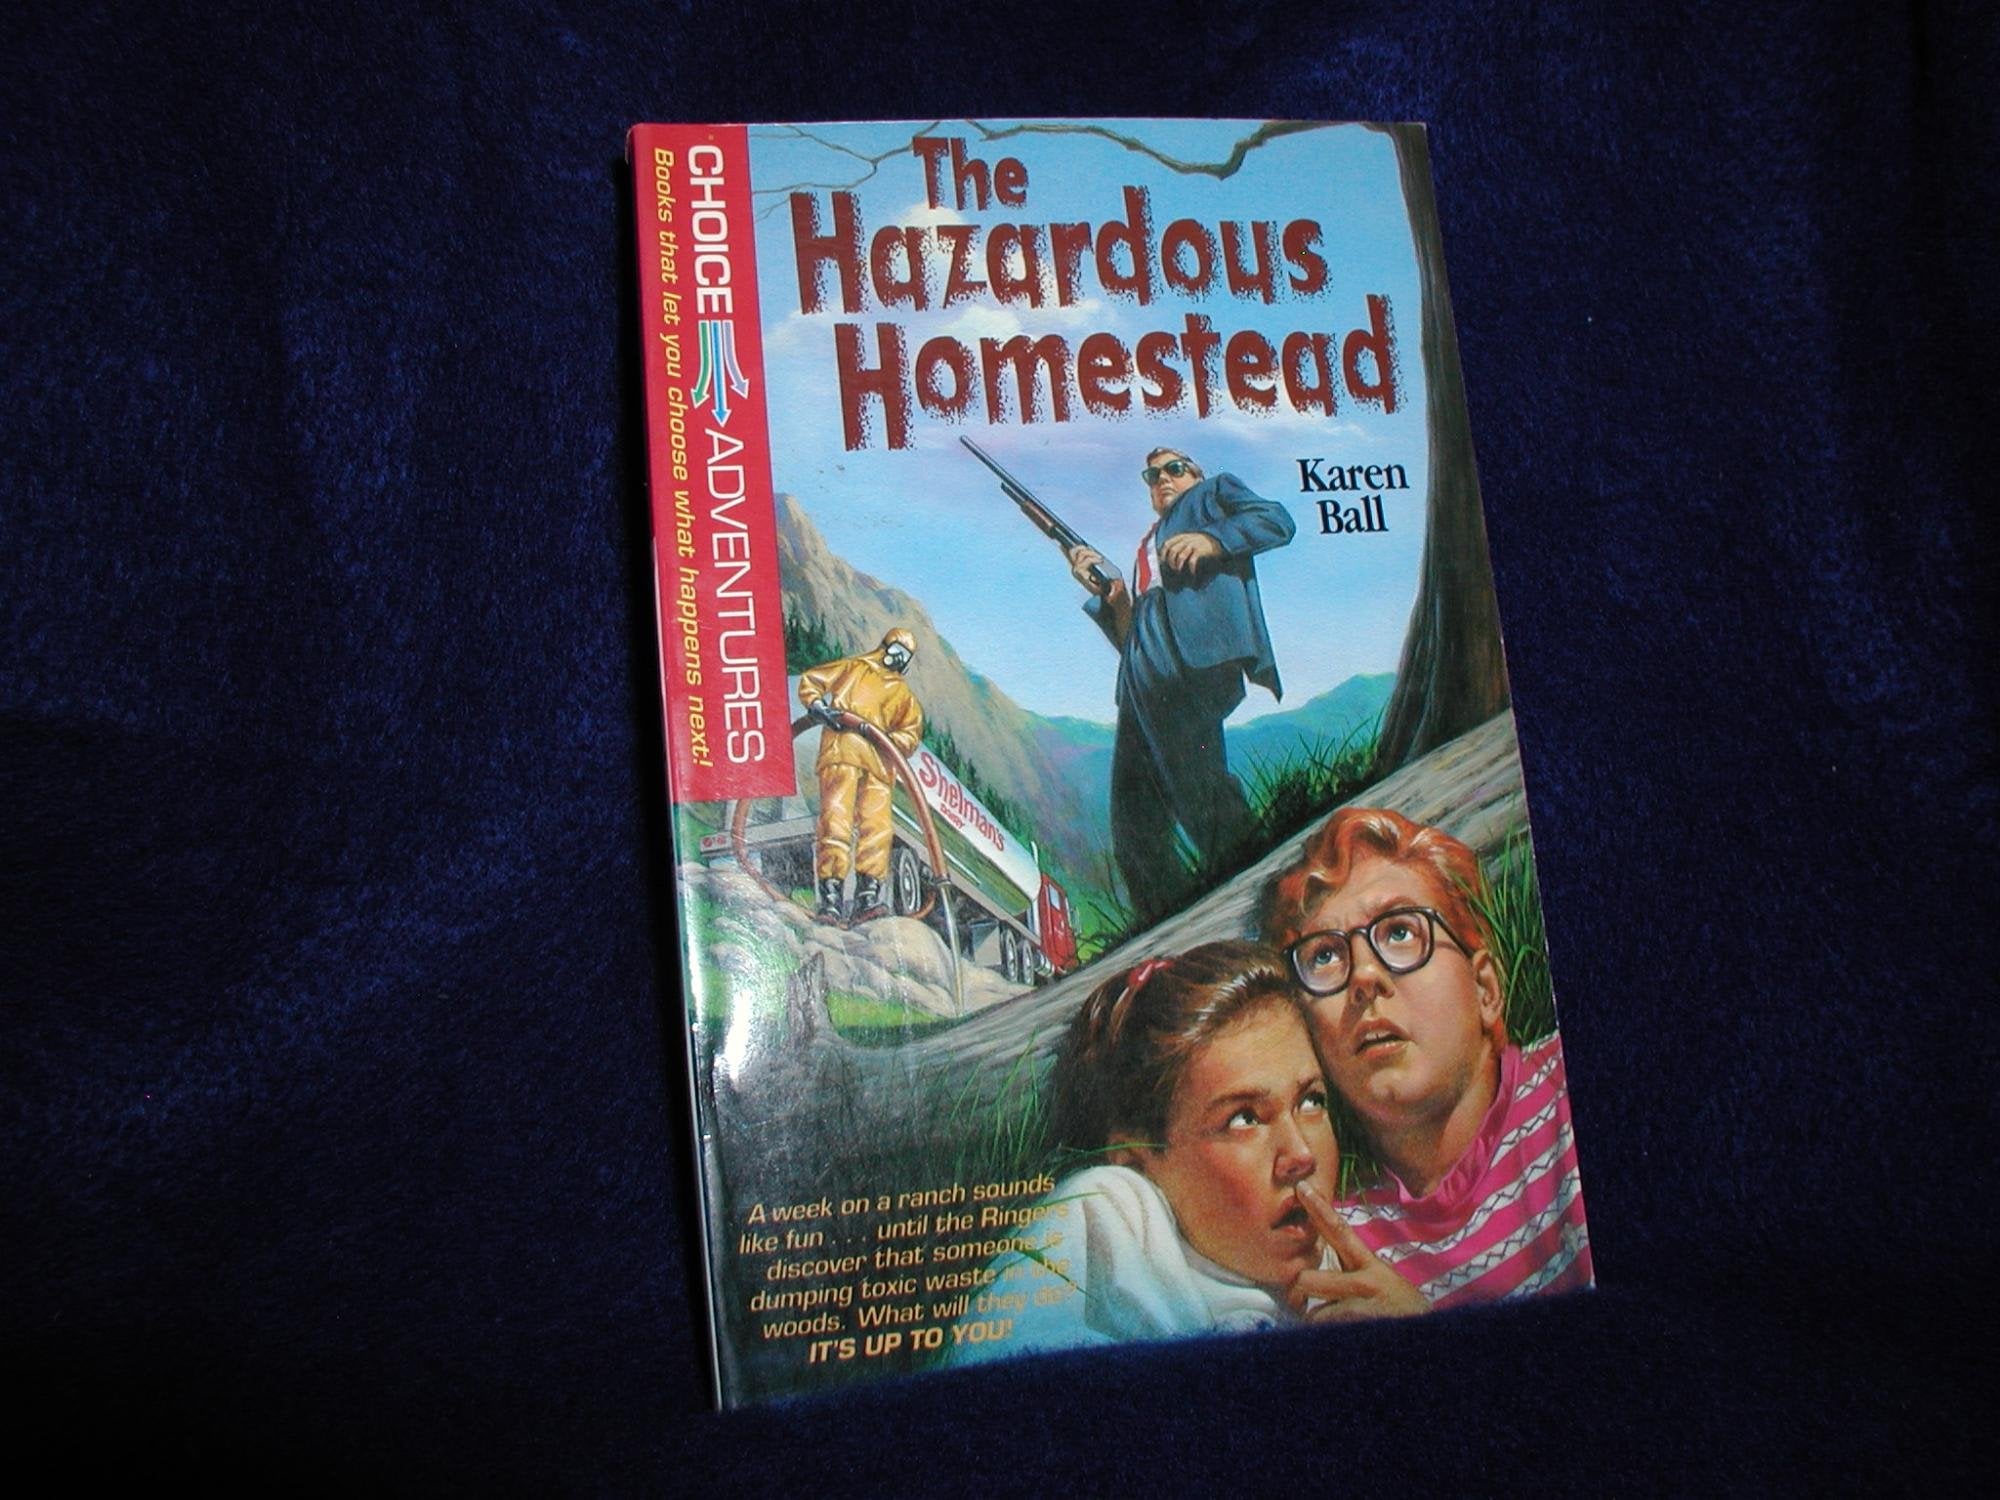 CHOICE ADVENTURES
Books that let you choose what happens next!
The
Hazardous
Homestead
Karen
Ball
Shelman's
DAIRY
A week on a ranch sounds
like fun . . . until the Ringers
discover that someone is
dumping toxic waste in the
woods. What will they do?
IT'S UP TO YOU!